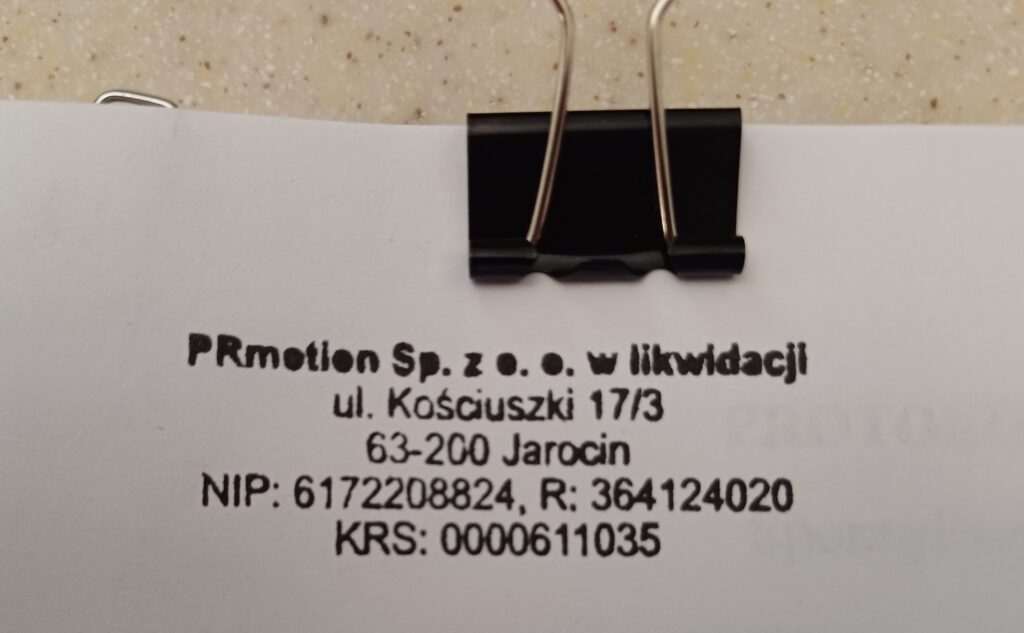 PRmotion Sp. z o. o. w likwidacji
ul. Kościuszki 17/3
63-200 Jarocin
NIP: 6172208824, R: 364124020
KRS: 0000611035